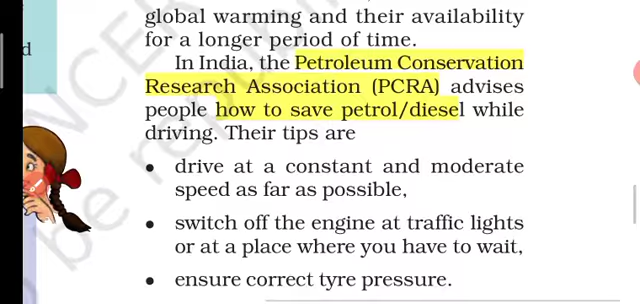 global warming and their availability
for a longer period of time.
In India, the Petroleum Conservation
Research Association (PCRA) advises
people how to save petrol/diesel while
driving. Their tips are
• drive at a constant and moderate
speed as far as possible,
• switch off the engine at traffic lights
or at a place where you have to wait,
• ensure correct tyre pressure.